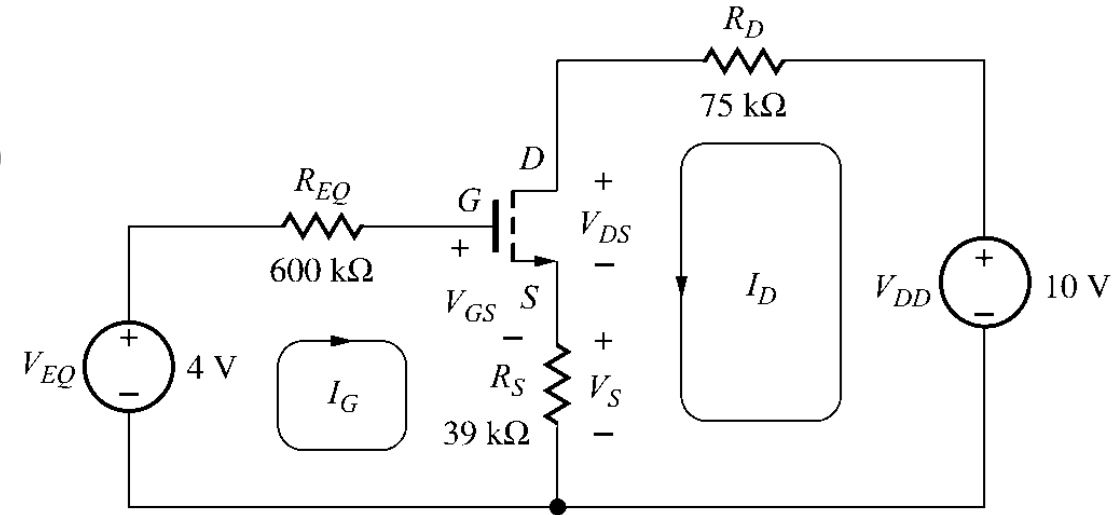 R_D
75 kΩ
D
R_EQ
G
+
+
V_DS
600 kΩ
–
+
V_GS
S
I_D
V_DD
10 V
–
–
+
+
V_EQ
4 V
R_S
V_S
–
I_G
39 kΩ
–